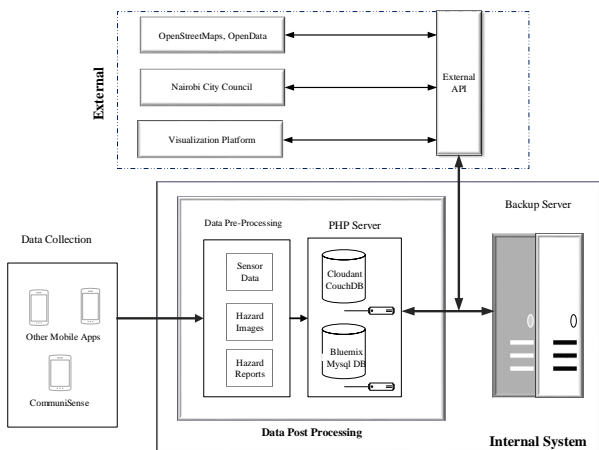 External
OpenStreetMaps, OpenData
Nairobi City Council
Visualization Platform
External
API
Data Collection
Other Mobile Apps
CommuniSense
Data Pre-Processing
Sensor
Data
Hazard
Images
Hazard
Reports
PHP Server
Cloudant
CouchDB
Bluemix
Mysql DB
Data Post Processing
Backup Server
Internal System